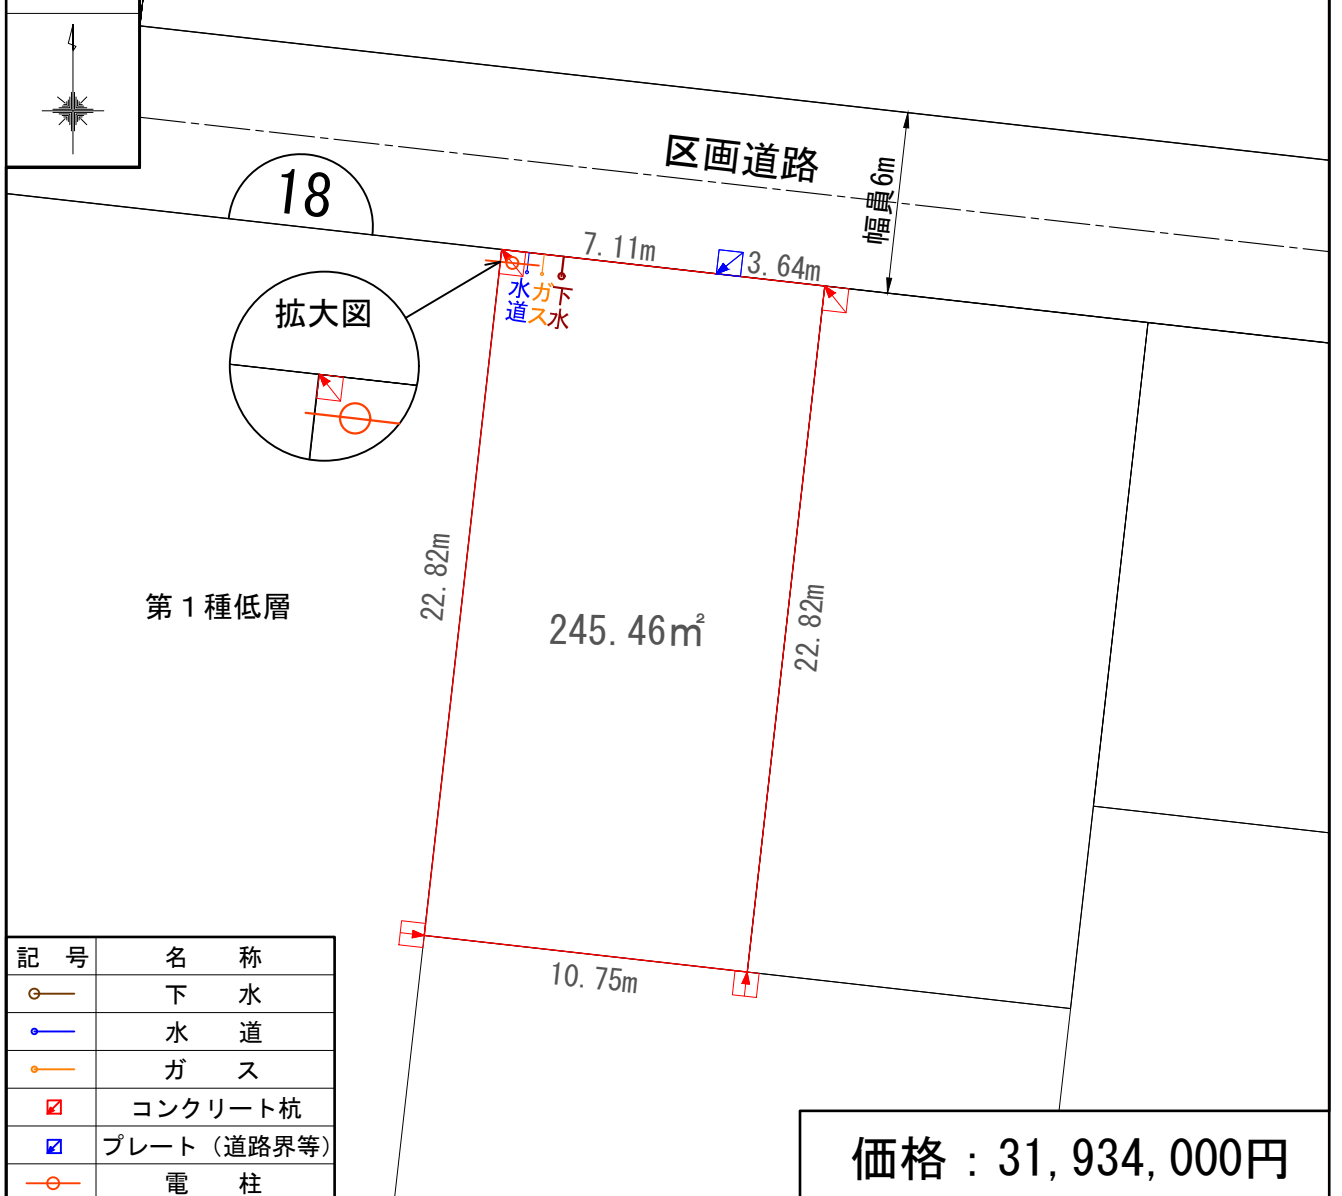 区画道路
幅員6m
18
7.11m
3.64m
拡大図
水道
ガス
下水
22.82m
22.82m
第1種低層
245.46㎡
10.75m
記 号 名 称
下 水
水 道
ガ ス
コンクリート杭
プレート（道路界等）
電 柱
価格：31,934,000円